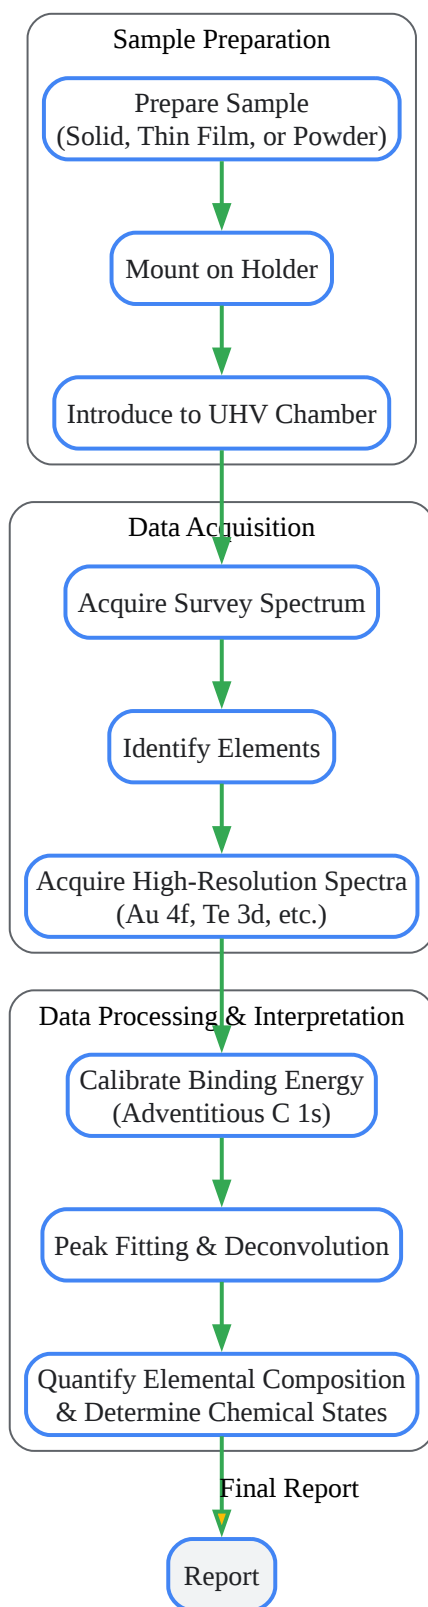 Sample Preparation
Prepare Sample
(Solid, Thin Film, or Powder)
Mount on Holder
Introduce to UHV Chamber
Data Acquisition
Acquire Survey Spectrum
Identify Elements
Acquire High-Resolution Spectra
(Au 4f, Te 3d, etc.)
Data Processing & Interpretation
Calibrate Binding Energy
(Adventitious C 1s)
Peak Fitting & Deconvolution
Quantify Elemental Composition
& Determine Chemical States
Final Report
Report